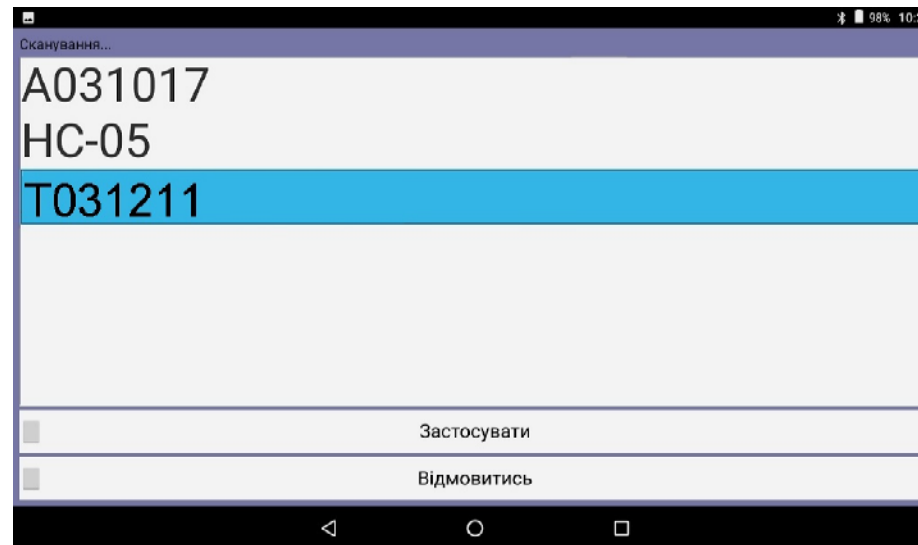 98% 10:
Сканування...
A031017
HC-05
T031211
Застосувати
Відмовитись